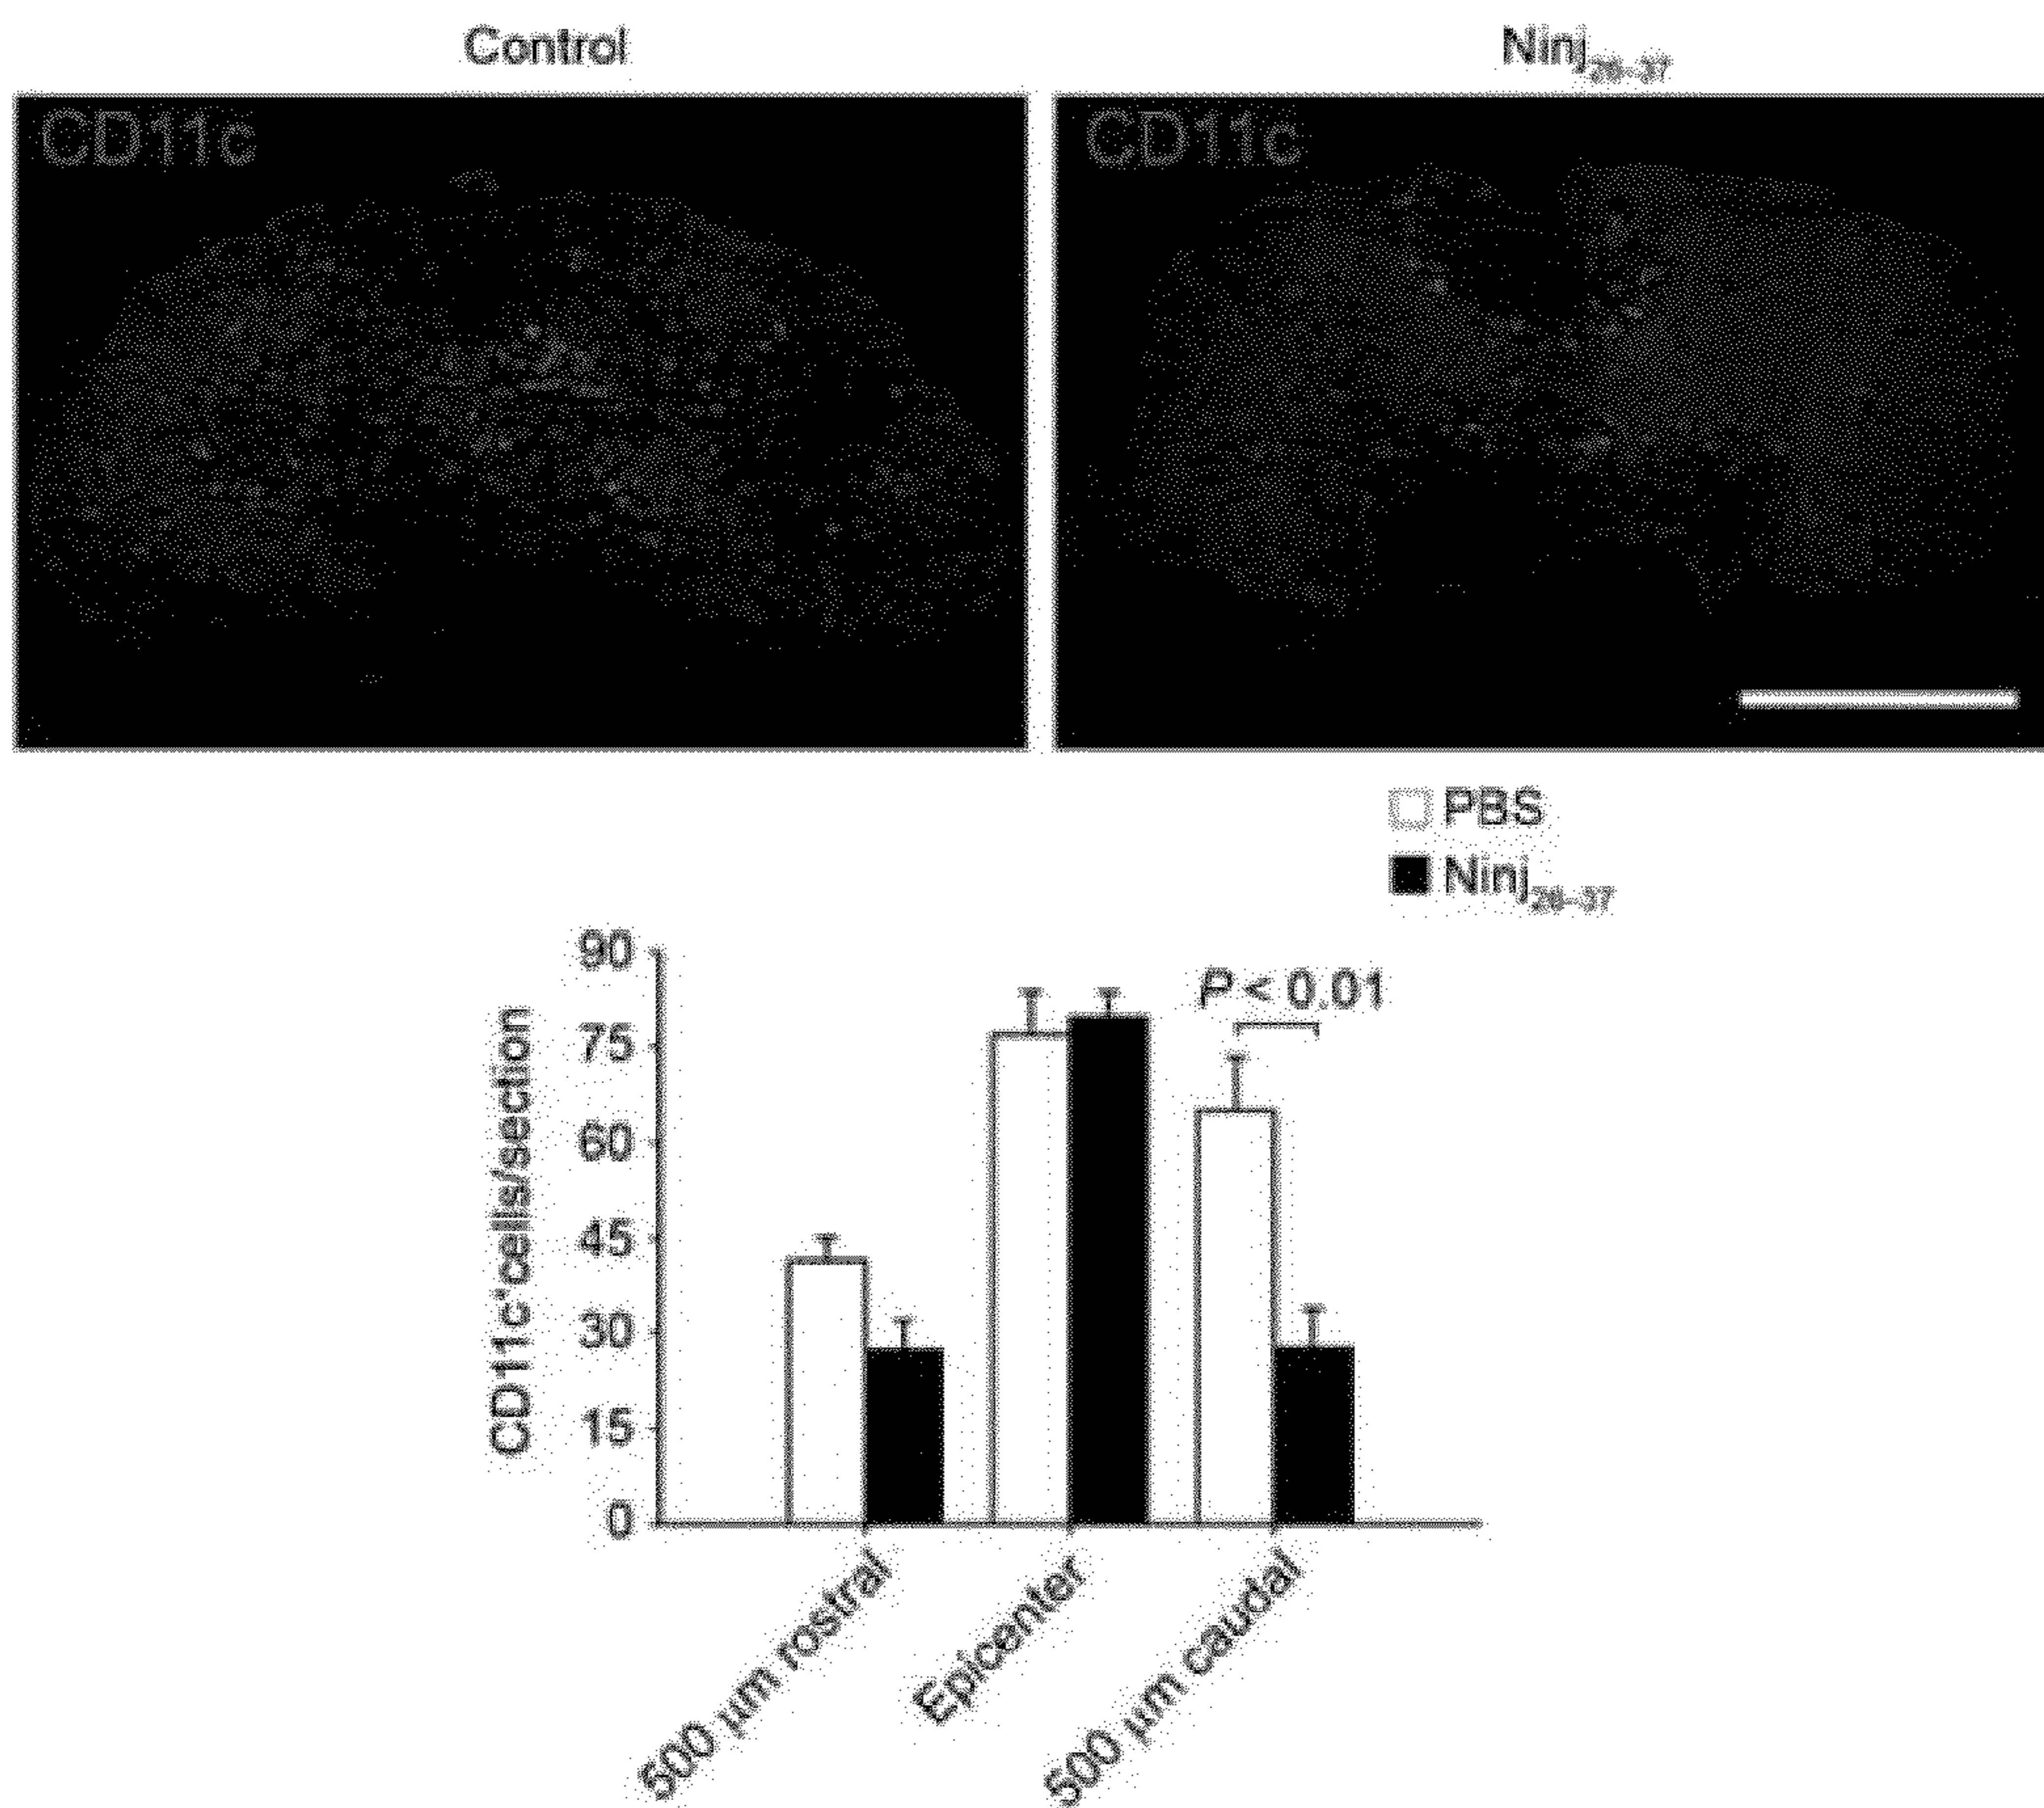 Control
Ninj26-37
CD11c
CD11c
PBS
Ninj26-37
P < 0.01
CD11c+cells/section
90
75
60
45
30
15
0
500 μm rostral
Epicenter
500 μm caudal